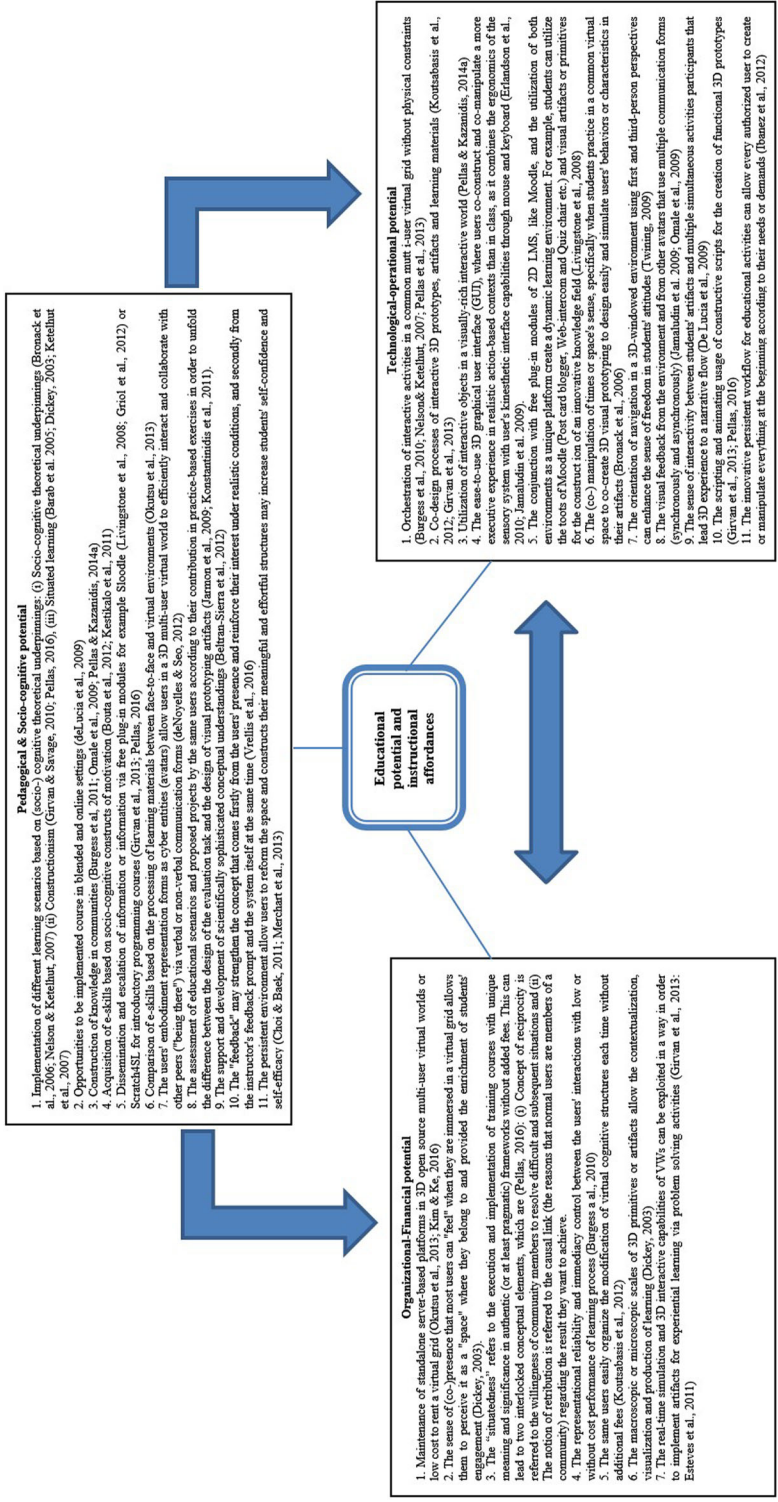 Pedagogical & Socio-cognitive potential
1. Implementation of different learning scenarios based on (socio-) cognitive theoretical underpinnings: (i) Socio-cognitive theoretical underpinnings (Bronack et
al., 2006; Nelson & Ketelhut, 2007) (ii) Constructionism (Girvan & Savage, 2010; Pellas, 2016), (iii) Situated learning (Barab et al. 2005; Dickey, 2003; Ketelhut
et al., 2007)
2. Opportunities to be implemented course in blended and online settings (deLucia et al., 2009)
3. Construction of knowledge in communities (Burgess et al, 2011; Omale et al., 2009; Pellas & Kazanidis, 2014a)
4. Acquisition of e-skills based on socio-cognitive constructs of motivation (Bouta et al., 2012; Kestikalo et al., 2011)
5. Dissemination and escalation of information or information via free plug-in modules for example Sloodle (Livingstone et al., 2008; Griol et al., 2012) or
Scratch4SL for introductory programming courses (Girvan et al., 2013; Pellas, 2016)
6. Comparison of e-skills based on the processing of learning materials between face-to-face and virtual environments (Okutsu et al., 2013)
7. The users' embodiment representation forms as cyber entities (avatars) allow users in a 3D multi-user virtual world to efficiently interact and collaborate with
other peers ("being there") via verbal or non-verbal communication forms (deNoyelles & Seo, 2012)
8. The assessment of educational scenarios and proposed projects by the same users according to their contribution in practice-based exercises in order to unfold
the difference between the design of the evaluation task and the design of visual prototyping artifacts (Jarmon et al., 2009; Konstantinidis et al., 2011).
9. The support and development of scientifically sophisticated conceptual understandings (Beltran-Sierra et al., 2012)
10. The "feedback" may strengthen the concept that comes firstly from the users' presence and reinforce their interest under realistic conditions, and secondly from
the instructor's feedback prompt and the system itself at the same time (Vrellis et al., 2016)
11. The persistent environment allow users to reform the space and constructs their meaningful and effortful structures may increase students' self-confidence and
self-efficacy (Choi & Baek, 2011; Merchart et al., 2013)
Educational
potential and
instructional
affordances
Organizational-Financial potential
1. Maintenance of standalone server-based platforms in 3D open source multi-user virtual worlds or
low cost to rent a virtual grid (Okutsu et al., 2013; Kim & Ke, 2016)
2. The sense of (co-)presence that most users can "feel" when they are immersed in a virtual grid allows
them to perceive it as a "space" where they belong to and provided the enrichment of students'
engagement (Dickey, 2003).
3. The "situatedness" refers to the execution and implementation of training courses with unique
meaning and significance in authentic (or at least pragmatic) frameworks without added fees. This can
lead to two interlocked conceptual elements, which are (Pellas, 2016): (i) Concept of reciprocity is
referred to the willingness of community members to resolve difficult and subsequent situations and (ii)
The notion of retribution is referred to the causal link (the reasons that normal users are members of a
community) regarding the result they want to achieve.
4. The representational reliability and immediacy control between the users' interactions with low or
without cost performance of learning process (Burgess a al., 2010)
5. The same users easily organize the modification of virtual cognitive structures each time without
additional fees (Koutsabasis et al., 2012)
6. The macroscopic or microscopic scales of 3D primitives or artifacts allow the contextualization,
visualization and production of learning (Dickey, 2003)
7. The real-time simulation and 3D interactive capabilities of VWs can be exploited in a way in order
to implement artifacts for experiential learning via problem solving activities (Girvan et al., 2013:
Esteves et al., 2011)
Technological-operational potential
1. Orchestration of interactive activities in a common mutt i-user virtual grid without physical constraints
(Burgess et al., 2010; Nelson& Ketelhut, 2007; Pellas et al., 2013)
2. Co-design processes of interactive 3D prototypes, artifacts and learning materials (Koutsabasis et al.,
2012; Girvan et al., 2013)
3. Utilization of interactive objects in a visually-rich interactive world (Pellas & Kazanidis, 2014a)
4. The ease-to-use 3D graphical user interface (GUI), where users co-construct and co-manipulate a more
executive experience in realistic action-based contexts than in class, as it combines the ergonomics of the
sensory system with user's kinesthetic interface capabilities through mouse and keyboard (Erlandson et al.,
2010; Jamaludin et al. 2009).
5. The conjunction with free plug-in modules of 2D LMS, like Moodle, and the utilization of both
environments as a unique platform create a dynamic learning environment. For example, students can utilize
the toots of Moodle (Post card blogger, Web-intercom and Quiz chair etc.) and visual artifacts or primitives
for the construct ion of an innovative knowledge field (Livingstone et al., 2008)
6. The (co-) manipulation of times or space's sense, specifically when students practice in a common virtual
space to co-create 3D visual prototyping to design easily and simulate users' behaviors or characteristics in
their artifacts (Bronack et al., 2006)
7. The orientation of navigation in a 3D-windowed environment using first and third-person perspectives
can enhance the sense of freedom in students' attitudes (Twining, 2009)
8. The visual feedback from the environment and from other avatars that use multiple communication forms
(synchronously and asynchronously) (Jamaludin et al. 2009; Omale et al., 2009)
9. The sense of interactivity between students' artifacts and multiple simultaneous activities participants that
lead 3D experience to a narrative flow (De Lucia et al., 2009)
10. The scripting and animating usage of constructive scripts for the creation of functional 3D prototypes
(Girvan et al., 2013; Pellas, 2016)
11. The innovative persistent workflow for educational activities can allow every authorized user to create
or manipulate everything at the beginning according to their needs or demands (Ibanez et al., 2012)